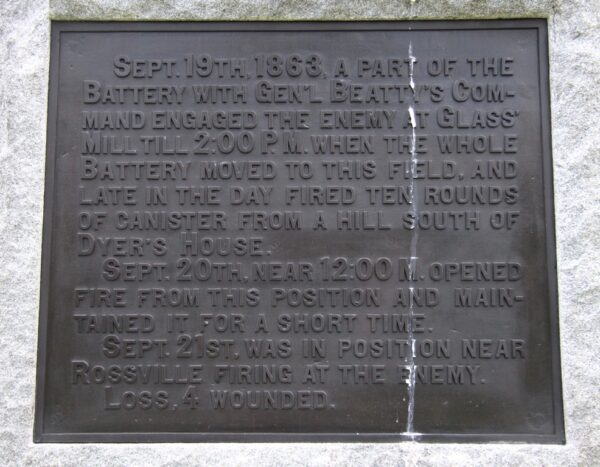 SEPT. 19TH, 1863, A PART OF THE
BATTERY WITH GEN'L BEATTY'S COM-
MAND ENGAGED THE ENEMY AT GLASS'
MILL TILL 2:00 P.M. WHEN THE WHOLE
BATTERY MOVED TO THIS FIELD, AND
LATE IN THE DAY FIRED TEN ROUNDS
OF CANISTER FROM A HILL SOUTH OF
DYER'S HOUSE.
SEPT. 20TH, NEAR 12:00 M. OPENED
FIRE FROM THIS POSITION AND MAIN-
TAINED IT FOR A SHORT TIME.
SEPT. 21ST, WAS IN POSITION NEAR
ROSSVILLE FIRING AT THE ENEMY.
LOSS, 4 WOUNDED.